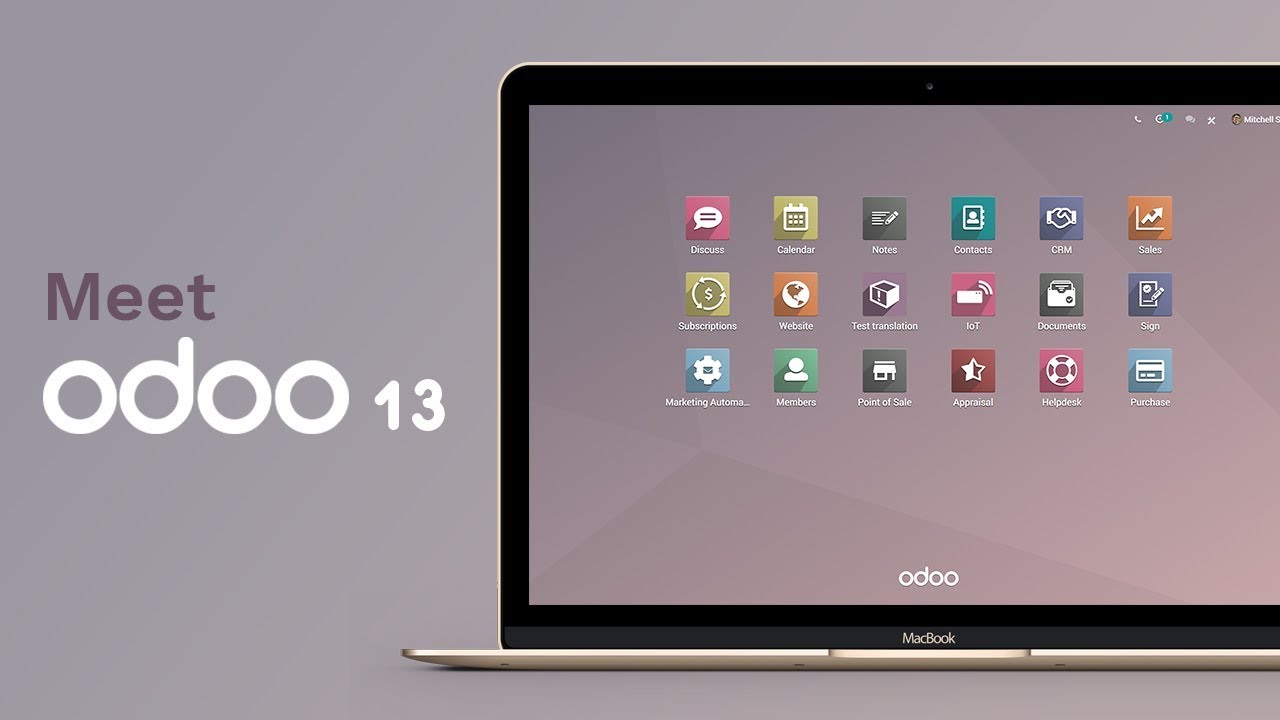 Meet
odoo 13
1
Mitchell S
Discuss
Calendar
Notes
Contacts
CRM
Sales
Subscriptions
Website
Test translation
IoT
Documents
Sign
Marketing Automa...
Members
Point of Sale
Appraisal
Helpdesk
Purchase
odoo
MacBook